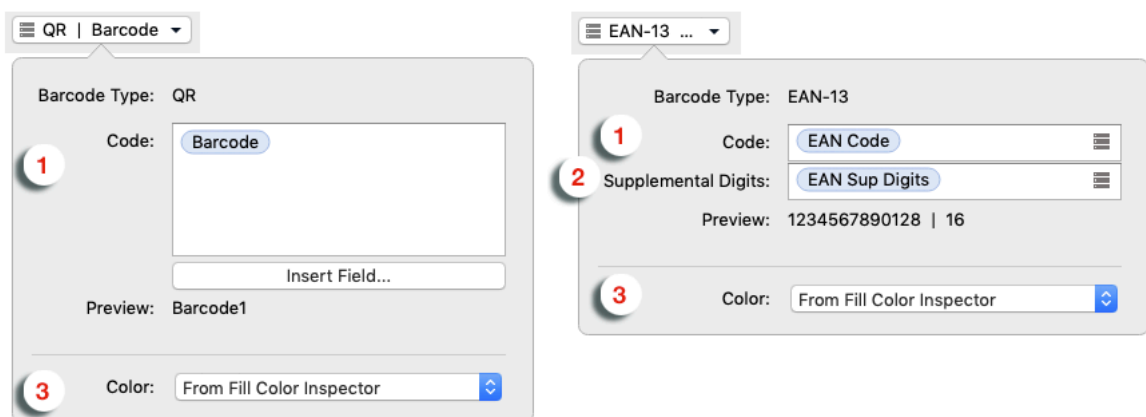 QR | Barcode
Barcode Type: QR
Code: Barcode
1
Insert Field...
Preview: Barcode1
3 Color: From Fill Color Inspector
EAN-13 ...
Barcode Type: EAN-13
1 Code: EAN Code
2 Supplemental Digits: EAN Sup Digits
Preview: 1234567890128 | 16
3 Color: From Fill Color Inspector